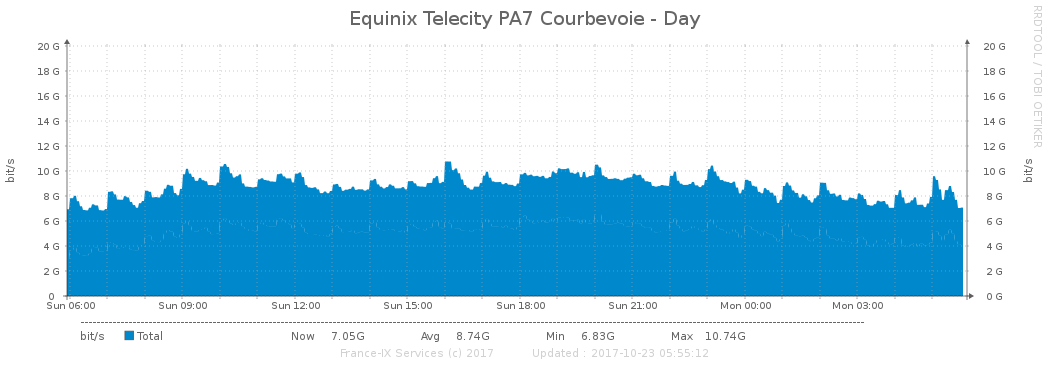 Equinix Telecity PA7 Courbevoie - Day
RRDTOOL / TOBI OETIKER
bit/s
20 G 20 G
18 G 18 G
16 G 16 G
14 G 14 G
12 G 12 G
10 G 10 G
8 G 8 G
6 G 6 G
4 G 4 G
2 G 2 G
0 0 G
bit/s
Sun 06:00 Sun 09:00 Sun 12:00 Sun 15:00 Sun 18:00 Sun 21:00 Mon 00:00 Mon 03:00
bit/s Total Now 7.05G Avg 8.74G Min 6.83G Max 10.74G
France-IX Services (c) 2017 Updated : 2017-10-23 05:55:12